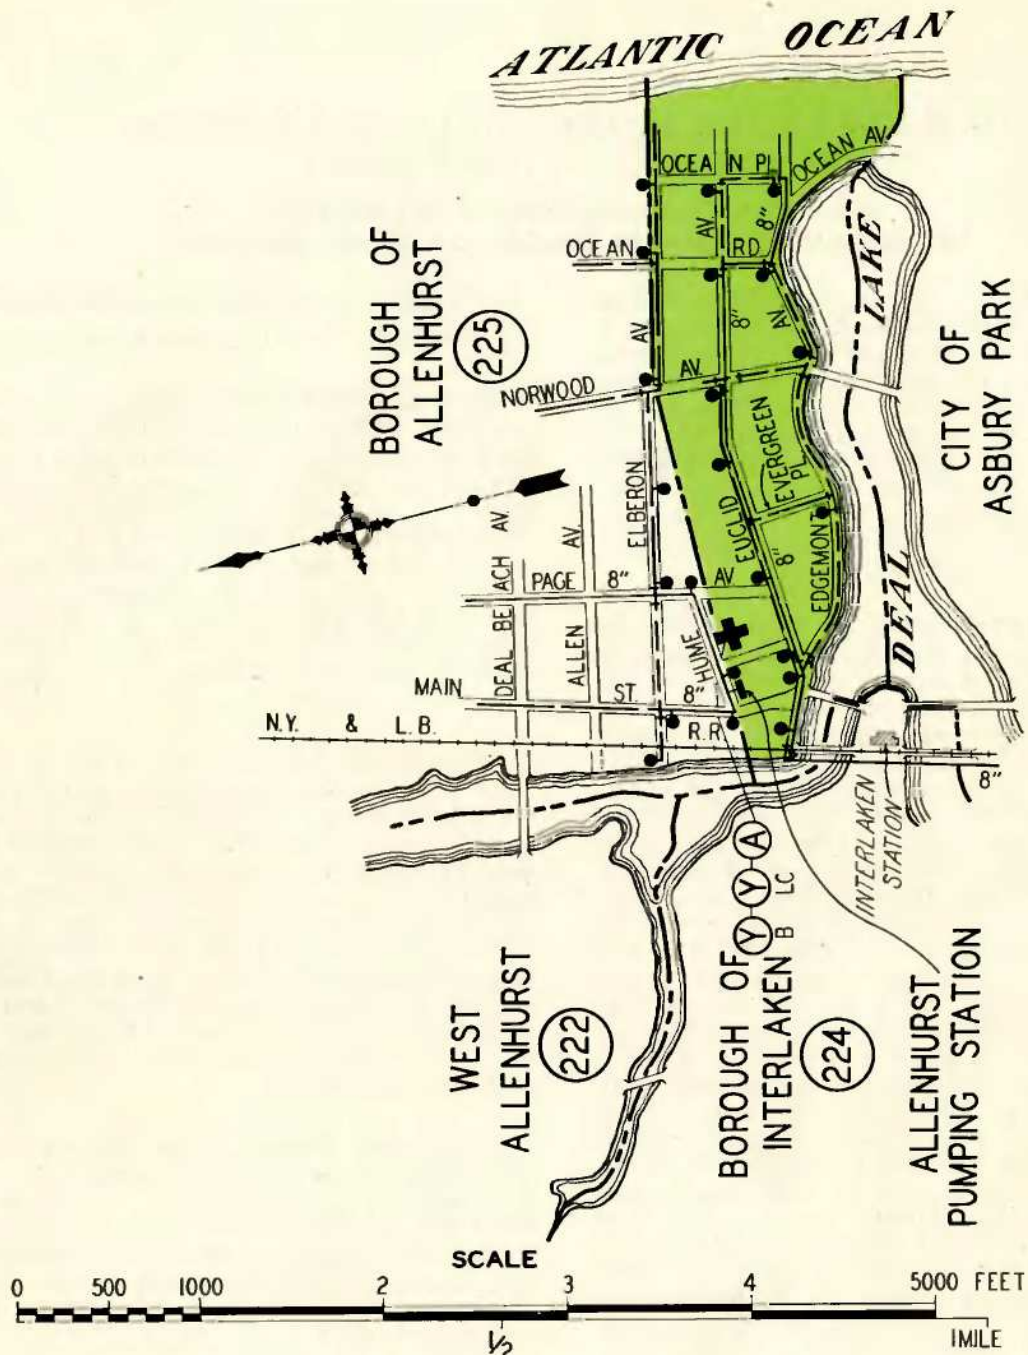 ATLANTIC OCEAN
OCEAN PL.
OCEAN AV.
OCEAN RD.
AV.
8"
BOROUGH OF
ALLENHURST
225
AV.
8"
AV.
LAKE
CITY OF
ASBURY PARK
NORWOOD AV.
EVERGREEN
PL.
ELBERON
EUCLID
8"
EDGEMONT
DEAL
DEAL BEACH AV.
ALLEN AV.
PAGE 8" AV.
HUME
MAIN ST. 8"
N.Y. & L.B. R.R.
8"
INTERLAKEN
STATION
A
Y
Y
LC
B
WEST
ALLENHURST
222
BOROUGH OF
INTERLAKEN
224
ALLENHURST
PUMPING STATION
SCALE
0 500 1000 2 3 4 5000 FEET
1/2
1MILE